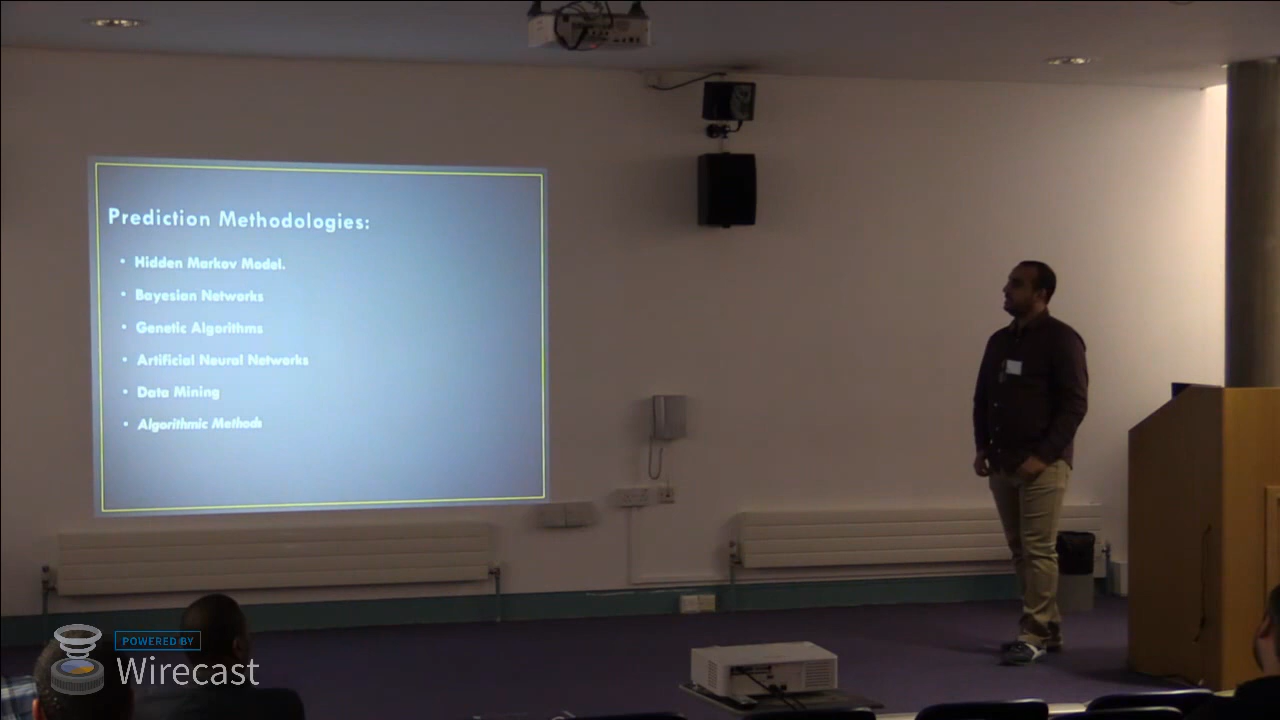 Prediction Methodologies:
• Hidden Markov Model.
• Bayesian Networks
• Genetic Algorithms
• Artificial Neural Networks
• Data Mining
• Algorithmic Methods
POWERED BY
Wirecast